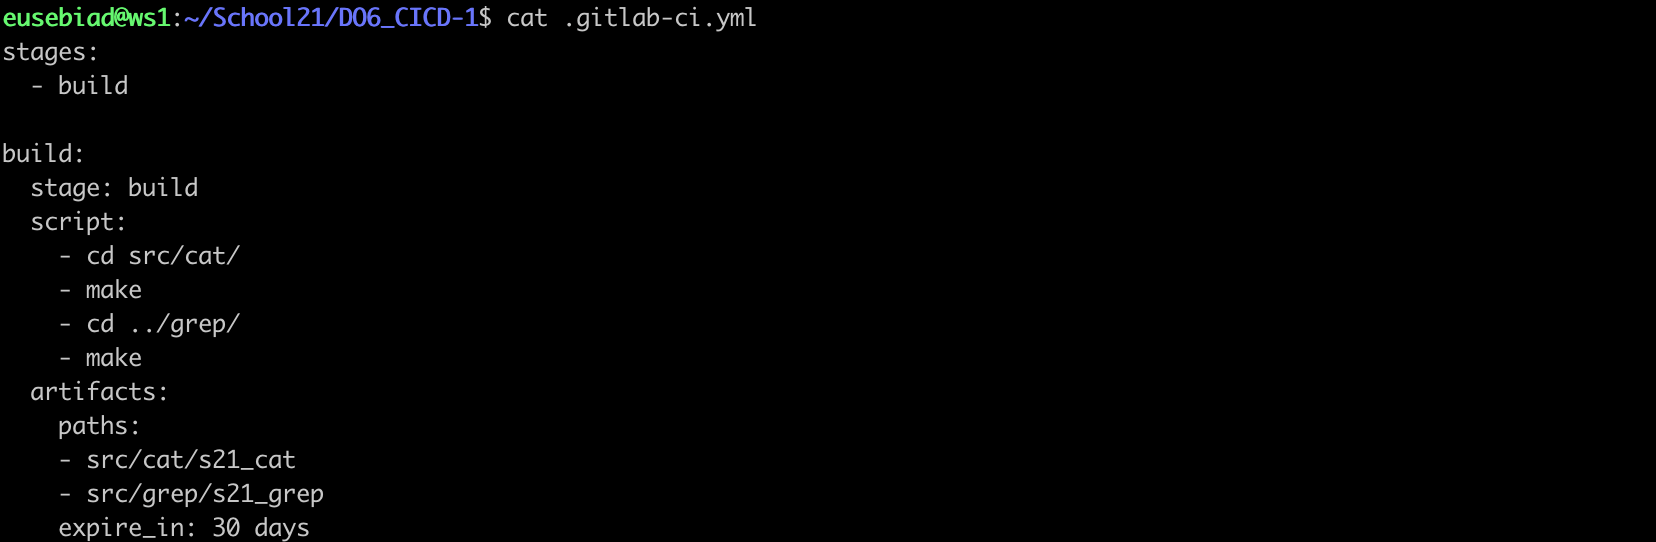 eusebiad@ws1:~/School21/DO6_CICD-1$ cat .gitlab-ci.yml
stages:
  - build

build:
  stage: build
  script:
    - cd src/cat/
    - make
    - cd ../grep/
    - make
  artifacts:
    paths:
    - src/cat/s21_cat
    - src/grep/s21_grep
    expire_in: 30 days